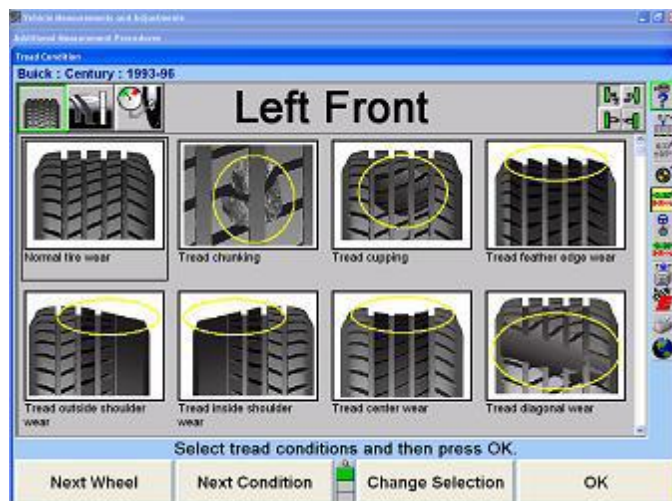 Vehicle Measurements and Adjustments
Additional Measurement Procedures
Tread Condition
Buick : Century : 1993-96
Left Front
Normal tire wear
Tread chunking
Tread cupping
Tread feather edge wear
Tread outside shoulder
wear
Tread inside shoulder
wear
Tread center wear
Tread diagonal wear
Select tread conditions and then press OK.
Next Wheel
Next Condition
Change Selection
OK